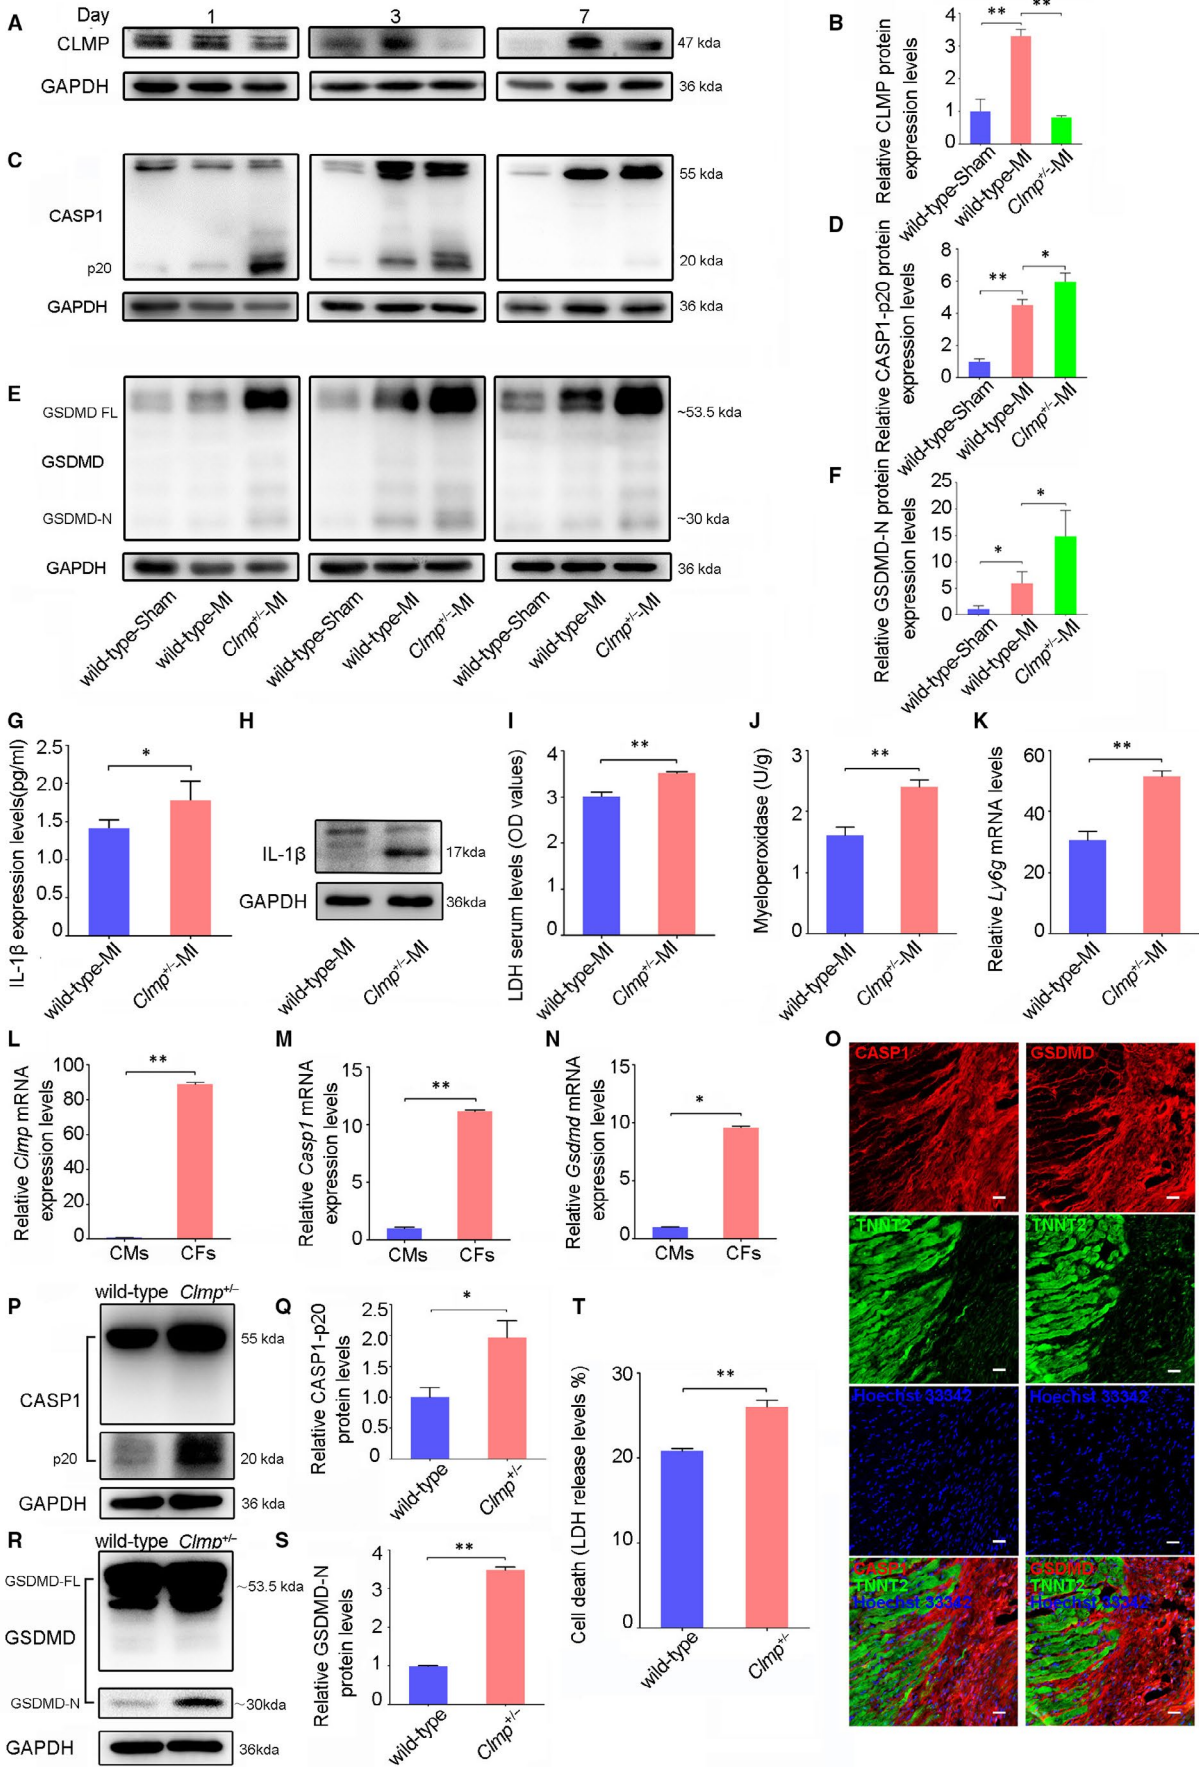 A
Day 1 3 7
CLMP 47 kda
GAPDH 36 kda
B
Relative CLMP protein
expression levels
4
3
2
1
0
** **
wild-type-Sham
wild-type-MI
Clmp+/–-MI
C
CASP1
55 kda
p20 20 kda
GAPDH 36 kda
D
Relative CASP1-p20 protein
expression levels
8
6
4
2
0
** *
wild-type-Sham
wild-type-MI
Clmp+/–-MI
E
GSDMD FL ~53.5 kda
GSDMD
GSDMD-N ~30 kda
GAPDH 36 kda
wild-type-Sham
wild-type-MI
Clmp+/–-MI
wild-type-Sham
wild-type-MI
Clmp+/–-MI
wild-type-Sham
wild-type-MI
Clmp+/–-MI
F
Relative GSDMD-N protein
expression levels
25
20
15
10
5
0
* *
wild-type-Sham
wild-type-MI
Clmp+/–-MI
G
IL-1β expression levels(pg/ml)
2.5
2.0
1.5
1.0
0.5
0
*
wild-type-MI
Clmp+/–-MI
H
IL-1β 17kda
GAPDH 36kda
wild-type-MI
Clmp+/–-MI
I
LDH serum levels (OD values)
4
3
2
1
0
**
wild-type-MI
Clmp+/–-MI
J
Myeloperoxidase (U/g)
3
2
1
0
**
wild-type-MI
Clmp+/–-MI
K
Relative Ly6g mRNA levels
60
40
20
0
**
wild-type-MI
Clmp+/–-MI
L
Relative Clmp mRNA
expression levels
100
80
60
40
20
0
**
CMs CFs
M
Relative Casp1 mRNA
expression levels
15
10
5
0
**
CMs CFs
N
Relative Gsdmd mRNA
expression levels
15
10
5
0
*
CMs CFs
O
CASP1 GSDMD
TNNT2 TNNT2
Hoechst 33342 Hoechst 33342
CASP1 GSDMD
TNNT2 TNNT2
Hoechst 33342 Hoechst 33342
P
wild-type Clmp+/–
55 kda
CASP1
p20 20 kda
GAPDH 36 kda
Q
Relative CASP1-p20
protein levels
2.5
2.0
1.5
1.0
0.5
0
*
wild-type
Clmp+/–
R
wild-type Clmp+/–
GSDMD-FL ~53.5 kda
GSDMD
GSDMD-N ~30kda
GAPDH 36kda
S
Relative GSDMD-N
protein levels
4
3
2
1
0
**
wild-type
Clmp+/–
T
Cell death (LDH release levels %)
30
20
10
0
**
wild-type
Clmp+/–